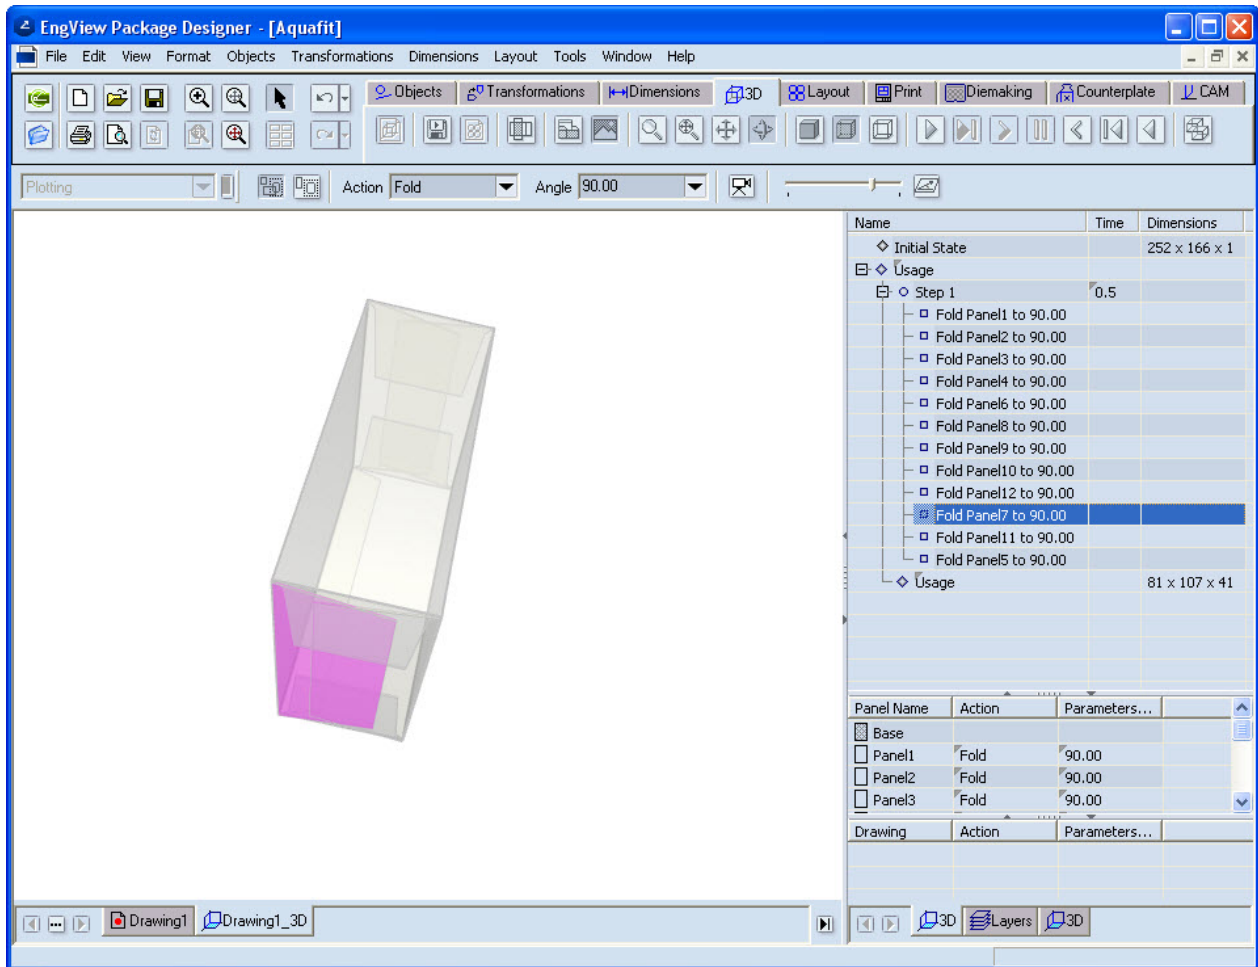 EngView Package Designer - [Aquafit]
File Edit View Format Objects Transformations Dimensions Layout Tools Window Help
Objects Transformations Dimensions 3D Layout Print Diemaking Counterplate CAM
Plotting Action Fold Angle 90.00
Name Time Dimensions
Initial State 252 x 166 x 1
Usage
Step 1 0.5
Fold Panel1 to 90.00
Fold Panel2 to 90.00
Fold Panel3 to 90.00
Fold Panel4 to 90.00
Fold Panel6 to 90.00
Fold Panel8 to 90.00
Fold Panel9 to 90.00
Fold Panel10 to 90.00
Fold Panel12 to 90.00
Fold Panel7 to 90.00
Fold Panel11 to 90.00
Fold Panel5 to 90.00
Usage 81 x 107 x 41
Panel Name Action Parameters...
Base
Panel1 Fold 90.00
Panel2 Fold 90.00
Panel3 Fold 90.00
Drawing Action Parameters...
Drawing1 Drawing1_3D 3D Layers 3D